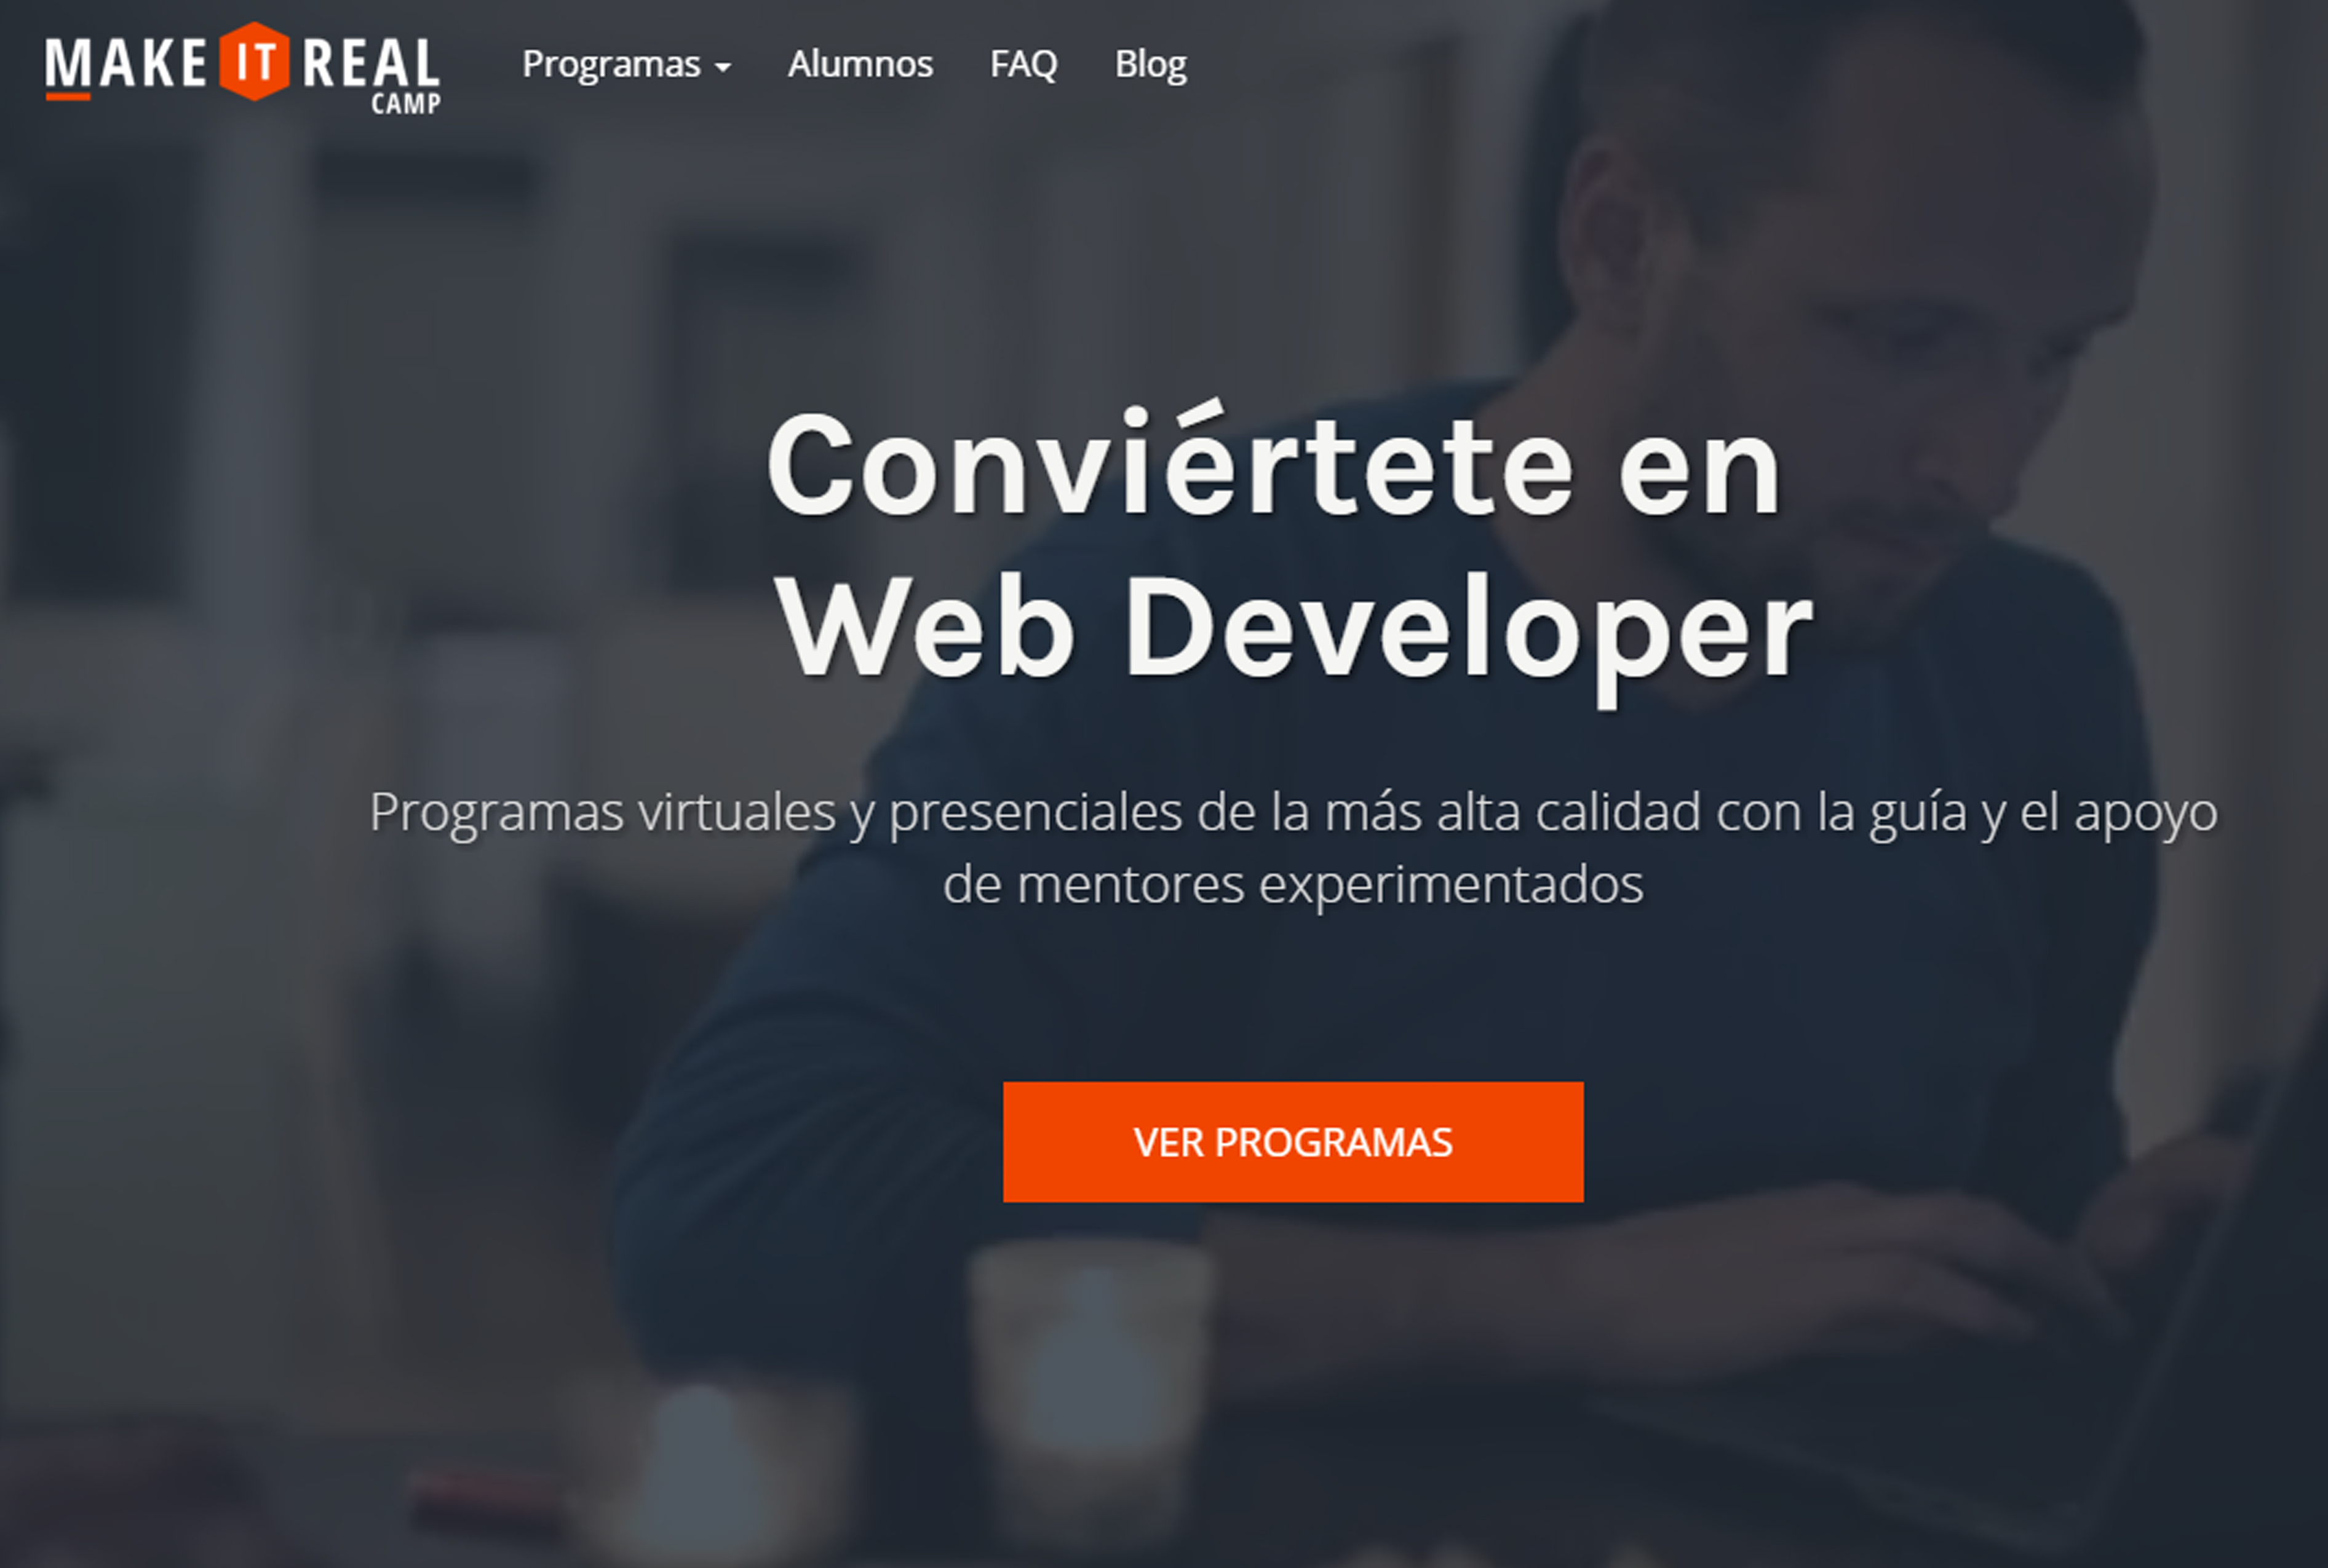 MAKE IT REAL
CAMP
Programas
Alumnos
FAQ
Blog
Conviértete en
Web Developer
Programas virtuales y presenciales de la más alta calidad con la guía y el apoyo
de mentores experimentados
VER PROGRAMAS